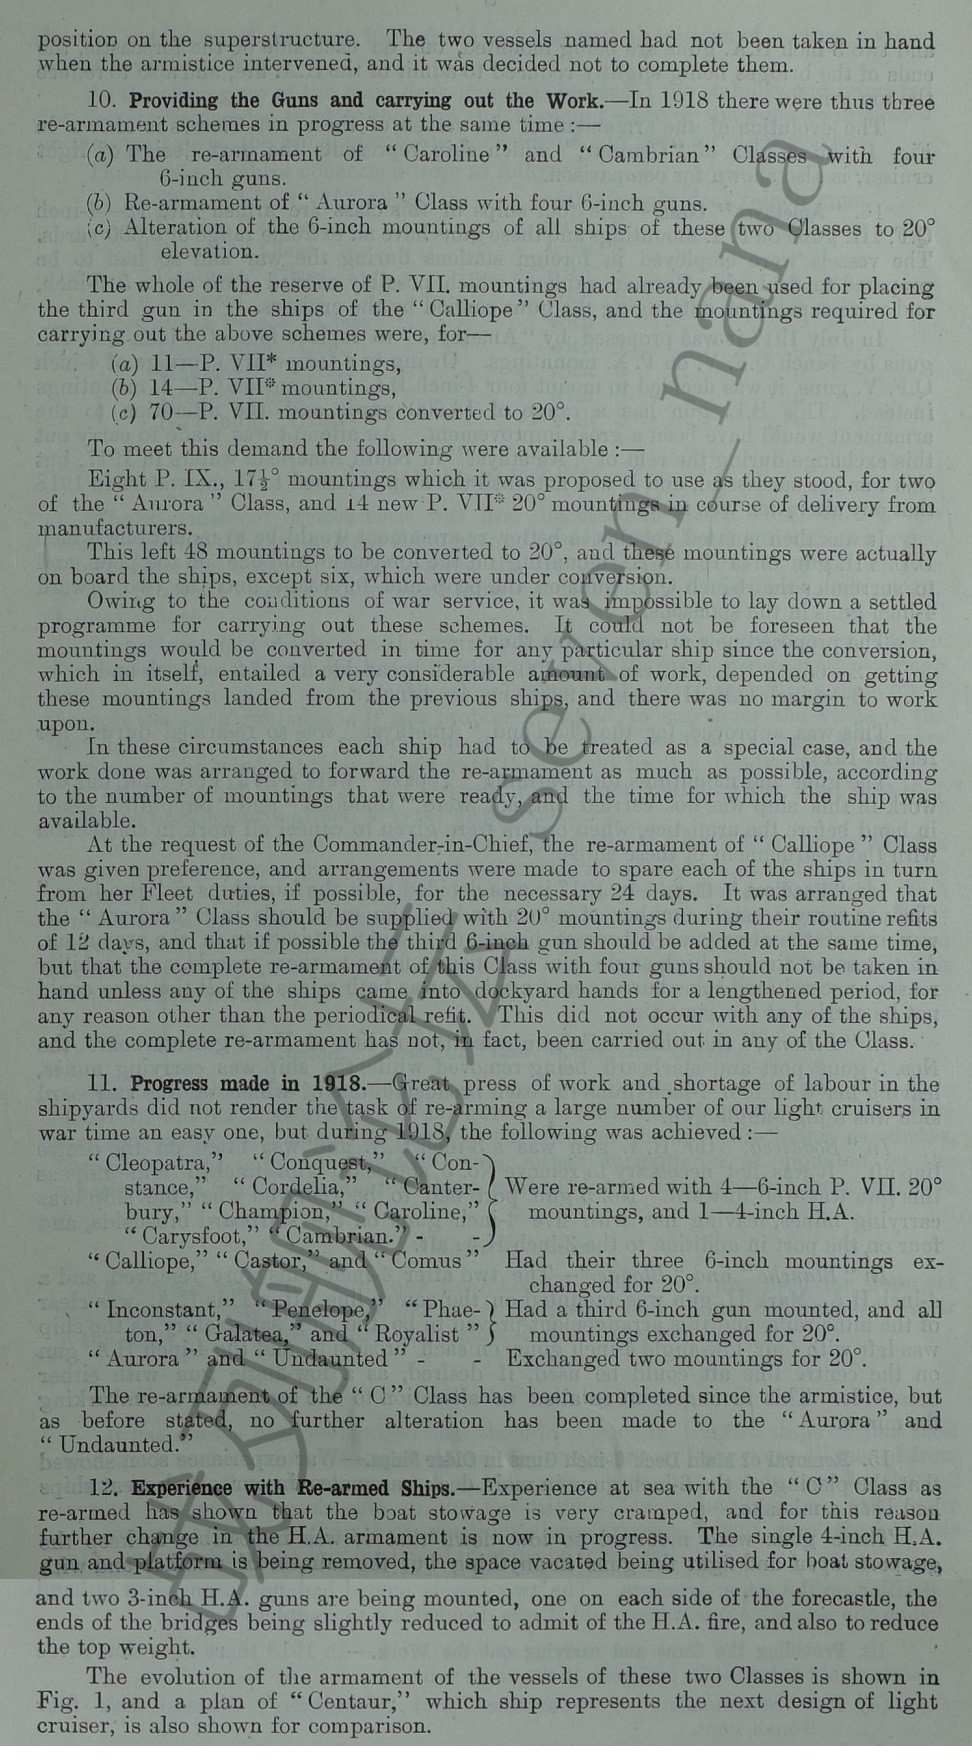 position on the superstructure. The two vessels named had not been taken in hand
when the armistice intervened, and it was decided not to complete them.
10. Providing the Guns and carrying out the Work.—In 1918 there were thus three
re-armament schemes in progress at the same time :—
(a) The re-armament of “ Caroline ” and “ Cambrian ” Classes with four
6-inch guns.
(b) Re-armament of “ Aurora ” Class with four 6-inch guns.
(c) Alteration of the 6-inch mountings of all ships of these two Classes to 20°
elevation.
The whole of the reserve of P. VII. mountings had already been used for placing
the third gun in the ships of the “ Calliope ” Class, and the mountings required for
carrying out the above schemes were, for—
(a) 11—P. VII* mountings,
(b) 14—P. VII* mountings,
(c) 70—P. VII. mountings converted to 20°.
To meet this demand the following were available :—
Eight P. IX., 17½° mountings which it was proposed to use as they stood, for two
of the “ Aurora ” Class, and 14 new P. VII* 20° mountings in course of delivery from
manufacturers.
This left 48 mountings to be converted to 20°, and these mountings were actually
on board the ships, except six, which were under conversion.
Owing to the conditions of war service, it was impossible to lay down a settled
programme for carrying out these schemes. It could not be foreseen that the
mountings would be converted in time for any particular ship since the conversion,
which in itself, entailed a very considerable amount of work, depended on getting
these mountings landed from the previous ships, and there was no margin to work
upon.
In these circumstances each ship had to be treated as a special case, and the
work done was arranged to forward the re-armament as much as possible, according
to the number of mountings that were ready, and the time for which the ship was
available.
At the request of the Commander-in-Chief, the re-armament of “ Calliope ” Class
was given preference, and arrangements were made to spare each of the ships in turn
from her Fleet duties, if possible, for the necessary 24 days. It was arranged that
the “ Aurora ” Class should be supplied with 20° mountings during their routine refits
of 12 days, and that if possible the third 6-inch gun should be added at the same time,
but that the complete re-armament of this Class with four guns should not be taken in
hand unless any of the ships came into dockyard hands for a lengthened period, for
any reason other than the periodical refit. This did not occur with any of the ships,
and the complete re-armament has not, in fact, been carried out in any of the Class.
11. Progress made in 1918.—Great press of work and shortage of labour in the
shipyards did not render the task of re-arming a large number of our light cruisers in
war time an easy one, but during 1918, the following was achieved :—
“ Cleopatra,” “ Conquest,” “ Con-
stance,” “ Cordelia,” “ Canter- Were re-armed with 4—6-inch P. VII. 20°
bury,” “ Champion,” “ Caroline,” mountings, and 1—4-inch H.A.
“ Carysfoot,” “ Cambrian.” - -
“ Calliope,” “ Castor,” and “ Comus ” Had their three 6-inch mountings ex-
changed for 20°.
“ Inconstant,” “ Penelope,” “ Phae- Had a third 6-inch gun mounted, and all
ton,” “ Galatea,” and “ Royalist ” mountings exchanged for 20°.
“ Aurora ” and “ Undaunted ” - - Exchanged two mountings for 20°.
The re-armament of the “ C ” Class has been completed since the armistice, but
as before stated, no further alteration has been made to the “ Aurora ” and
“ Undaunted.”
12. Experience with Re-armed Ships.—Experience at sea with the “ C ” Class as
re-armed has shown that the boat stowage is very cramped, and for this reason
further change in the H.A. armament is now in progress. The single 4-inch H.A.
gun and platform is being removed, the space vacated being utilised for boat stowage,
and two 3-inch H.A. guns are being mounted, one on each side of the forecastle, the
ends of the bridges being slightly reduced to admit of the H.A. fire, and also to reduce
the top weight.
The evolution of the armament of the vessels of these two Classes is shown in
Fig. 1, and a plan of “ Centaur,” which ship represents the next design of light
cruiser, is also shown for comparison.